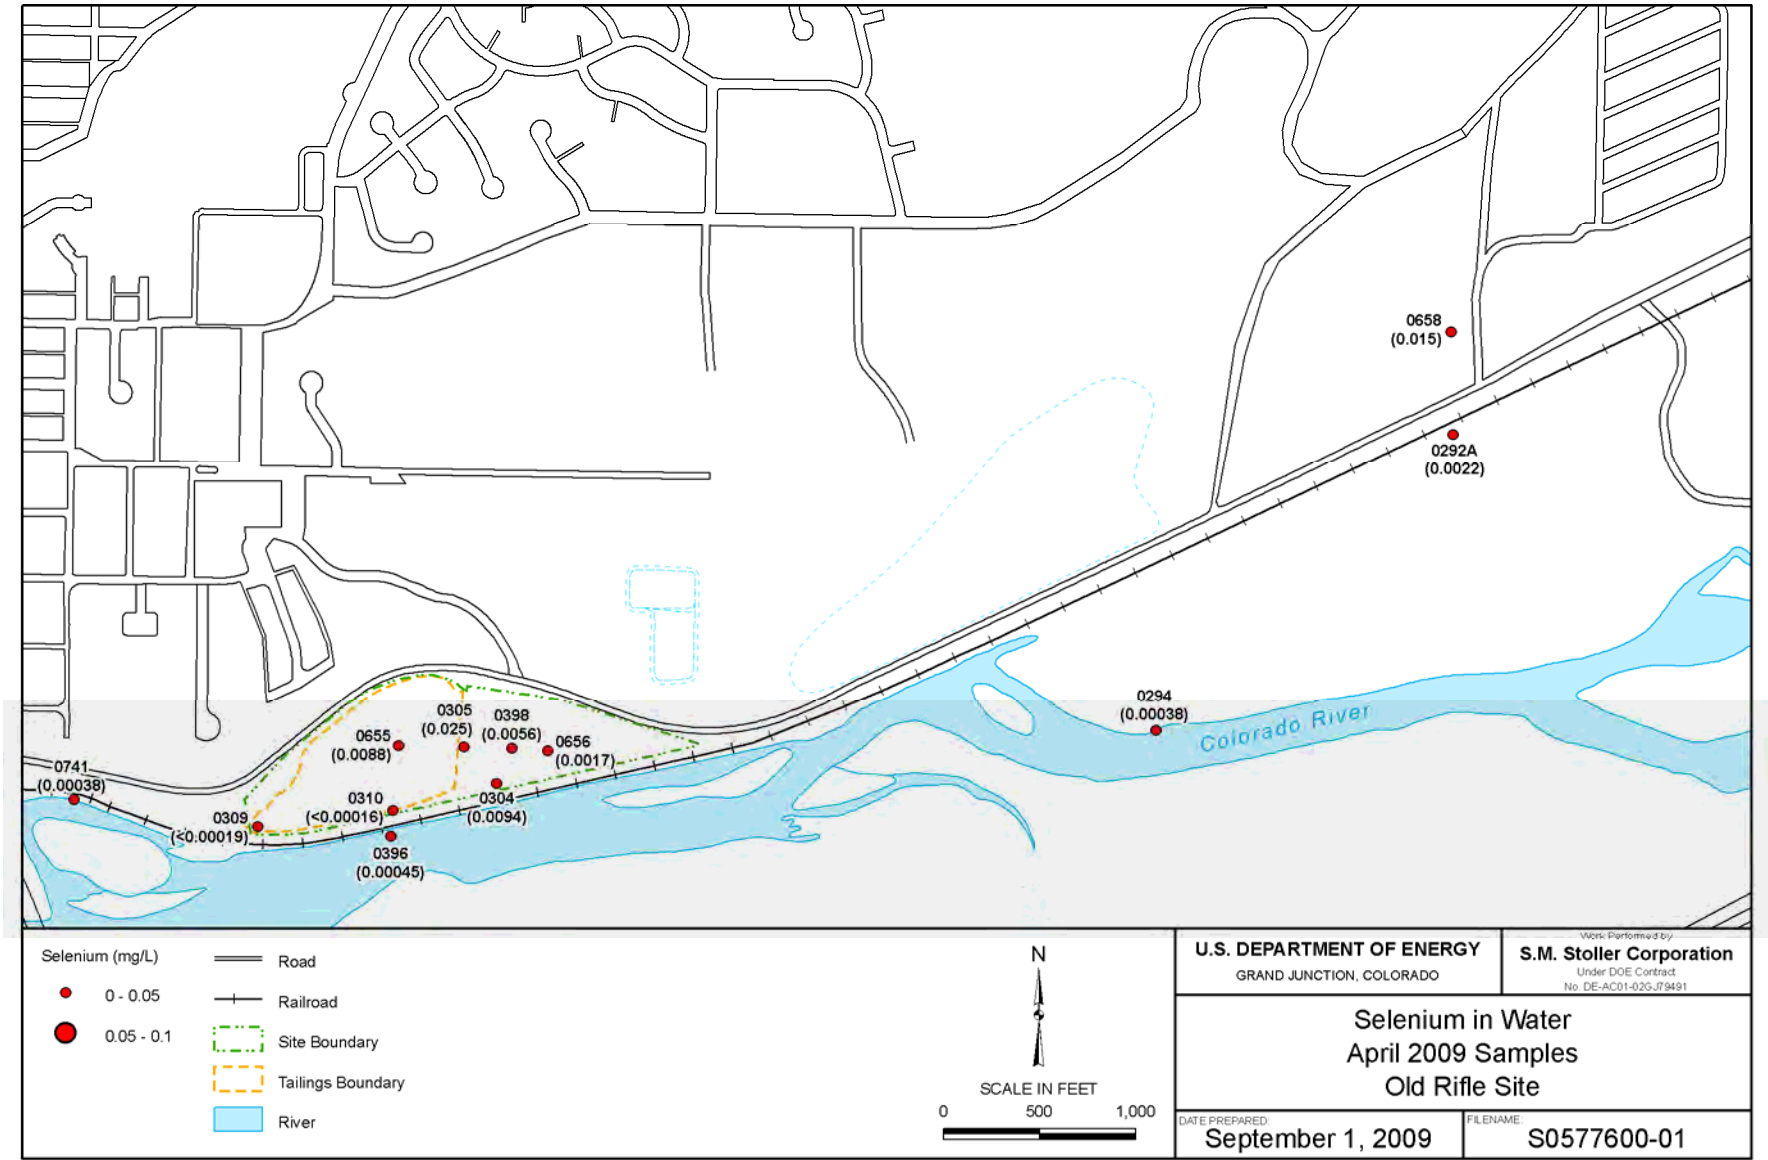 0658
(0.015)
0292A
(0.0022)
0294
(0.00038)
Colorado River
0305
(0.025)
0398
(0.0056)
0655
(0.0088)
0656
(0.0017)
0741
(0.00038)
0310
(<0.00016)
0304
(0.0094)
0309
(<0.00019)
0396
(0.00045)
Selenium (mg/L)
0 - 0.05
0.05 - 0.1
Road
Railroad
Site Boundary
Tailings Boundary
River
N
SCALE IN FEET
0 500 1,000
U.S. DEPARTMENT OF ENERGY
GRAND JUNCTION, COLORADO
Work Performed by
S.M. Stoller Corporation
Under DOE Contract
No. DE-AC01-02GJ79491
Selenium in Water
April 2009 Samples
Old Rifle Site
DATE PREPARED:
September 1, 2009
FILENAME:
S0577600-01